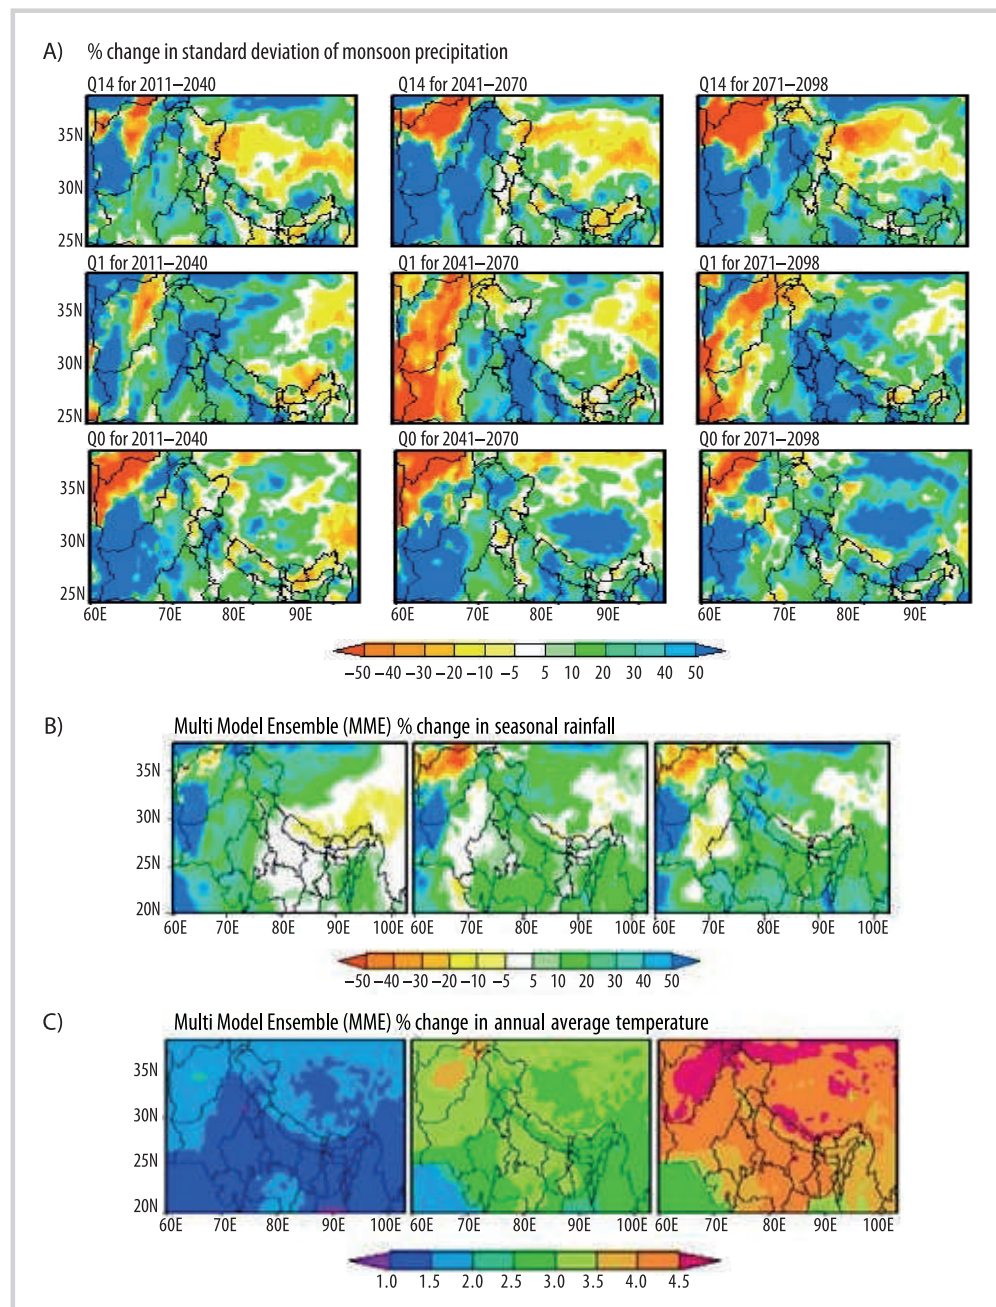 A) % change in standard deviation of monsoon precipitation
Q14 for 2011–2040 Q14 for 2041–2070 Q14 for 2071–2098
35N
30N
25N
Q1 for 2011–2040 Q1 for 2041–2070 Q1 for 2071–2098
35N
30N
25N
Q0 for 2011–2040 Q0 for 2041–2070 Q0 for 2071–2098
35N
30N
25N
60E 70E 80E 90E 60E 70E 80E 90E 60E 70E 80E 90E
−50 −40 −30 −20 −10 −5 5 10 20 30 40 50
B) Multi Model Ensemble (MME) % change in seasonal rainfall
35N
30N
25N
20N
60E 70E 80E 90E 100E 60E 70E 80E 90E 100E 60E 70E 80E 90E 100E
−50 −40 −30 −20 −10 −5 5 10 20 30 40 50
C) Multi Model Ensemble (MME) % change in annual average temperature
35N
30N
25N
20N
60E 70E 80E 90E 100E 60E 70E 80E 90E 100E 60E 70E 80E 90E 100E
1.0 1.5 2.0 2.5 3.0 3.5 4.0 4.5